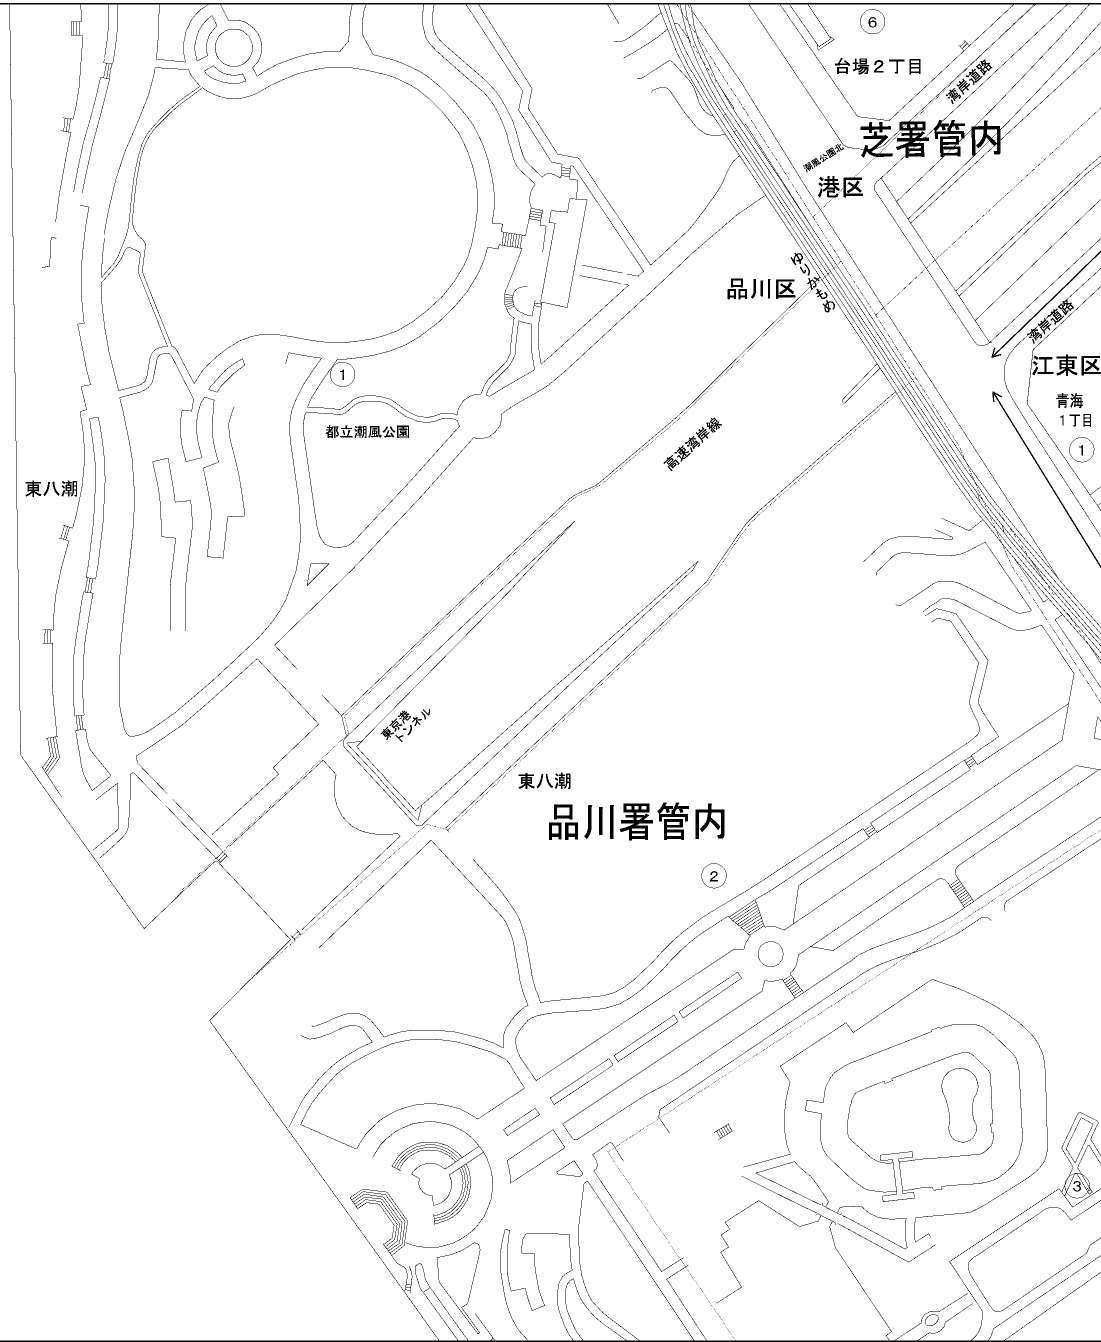 6
台場2丁目
湾岸道路
芝署管内
潮風公園北
港区
ゆりかもめ
品川区
湾岸道路
江東区
青海
1丁目
1
1
都立潮風公園
高速湾岸線
東八潮
東京港
トンネル
東八潮
品川署管内
2
3